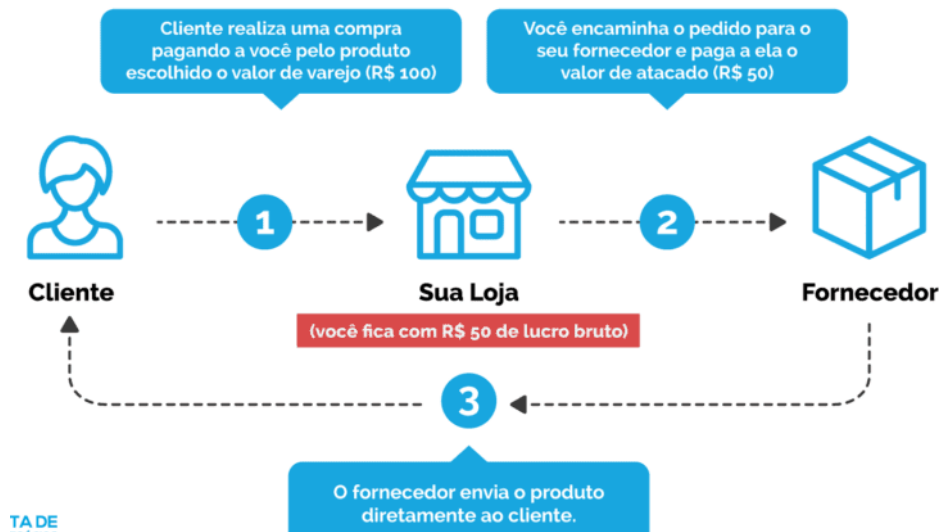 Cliente realiza uma compra
pagando a você pelo produto
escolhido o valor de varejo (R$ 100)
Você encaminha o pedido para o
seu fornecedor e paga a ela o
valor de atacado (R$ 50)
1
2
Cliente
Sua Loja
Fornecedor
(você fica com R$ 50 de lucro bruto)
3
O fornecedor envia o produto
diretamente ao cliente.
TA DE